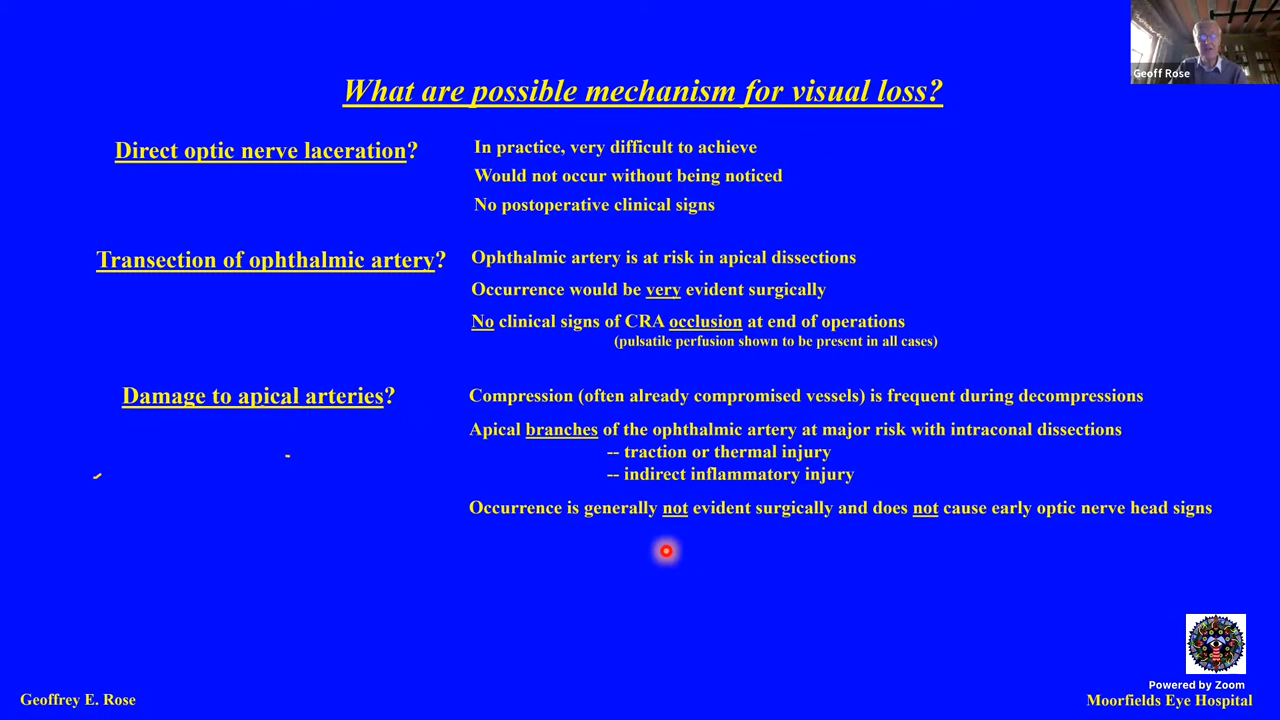 Geoff Rose
What are possible mechanism for visual loss?
Direct optic nerve laceration?
In practice, very difficult to achieve
Would not occur without being noticed
No postoperative clinical signs
Transection of ophthalmic artery?
Ophthalmic artery is at risk in apical dissections
Occurrence would be very evident surgically
No clinical signs of CRA occlusion at end of operations
(pulsatile perfusion shown to be present in all cases)
Damage to apical arteries?
Compression (often already compromised vessels) is frequent during decompressions
Apical branches of the ophthalmic artery at major risk with intraconal dissections
-- traction or thermal injury
-- indirect inflammatory injury
Occurrence is generally not evident surgically and does not cause early optic nerve head signs
Powered by Zoom
Geoffrey E. Rose
Moorfields Eye Hospital